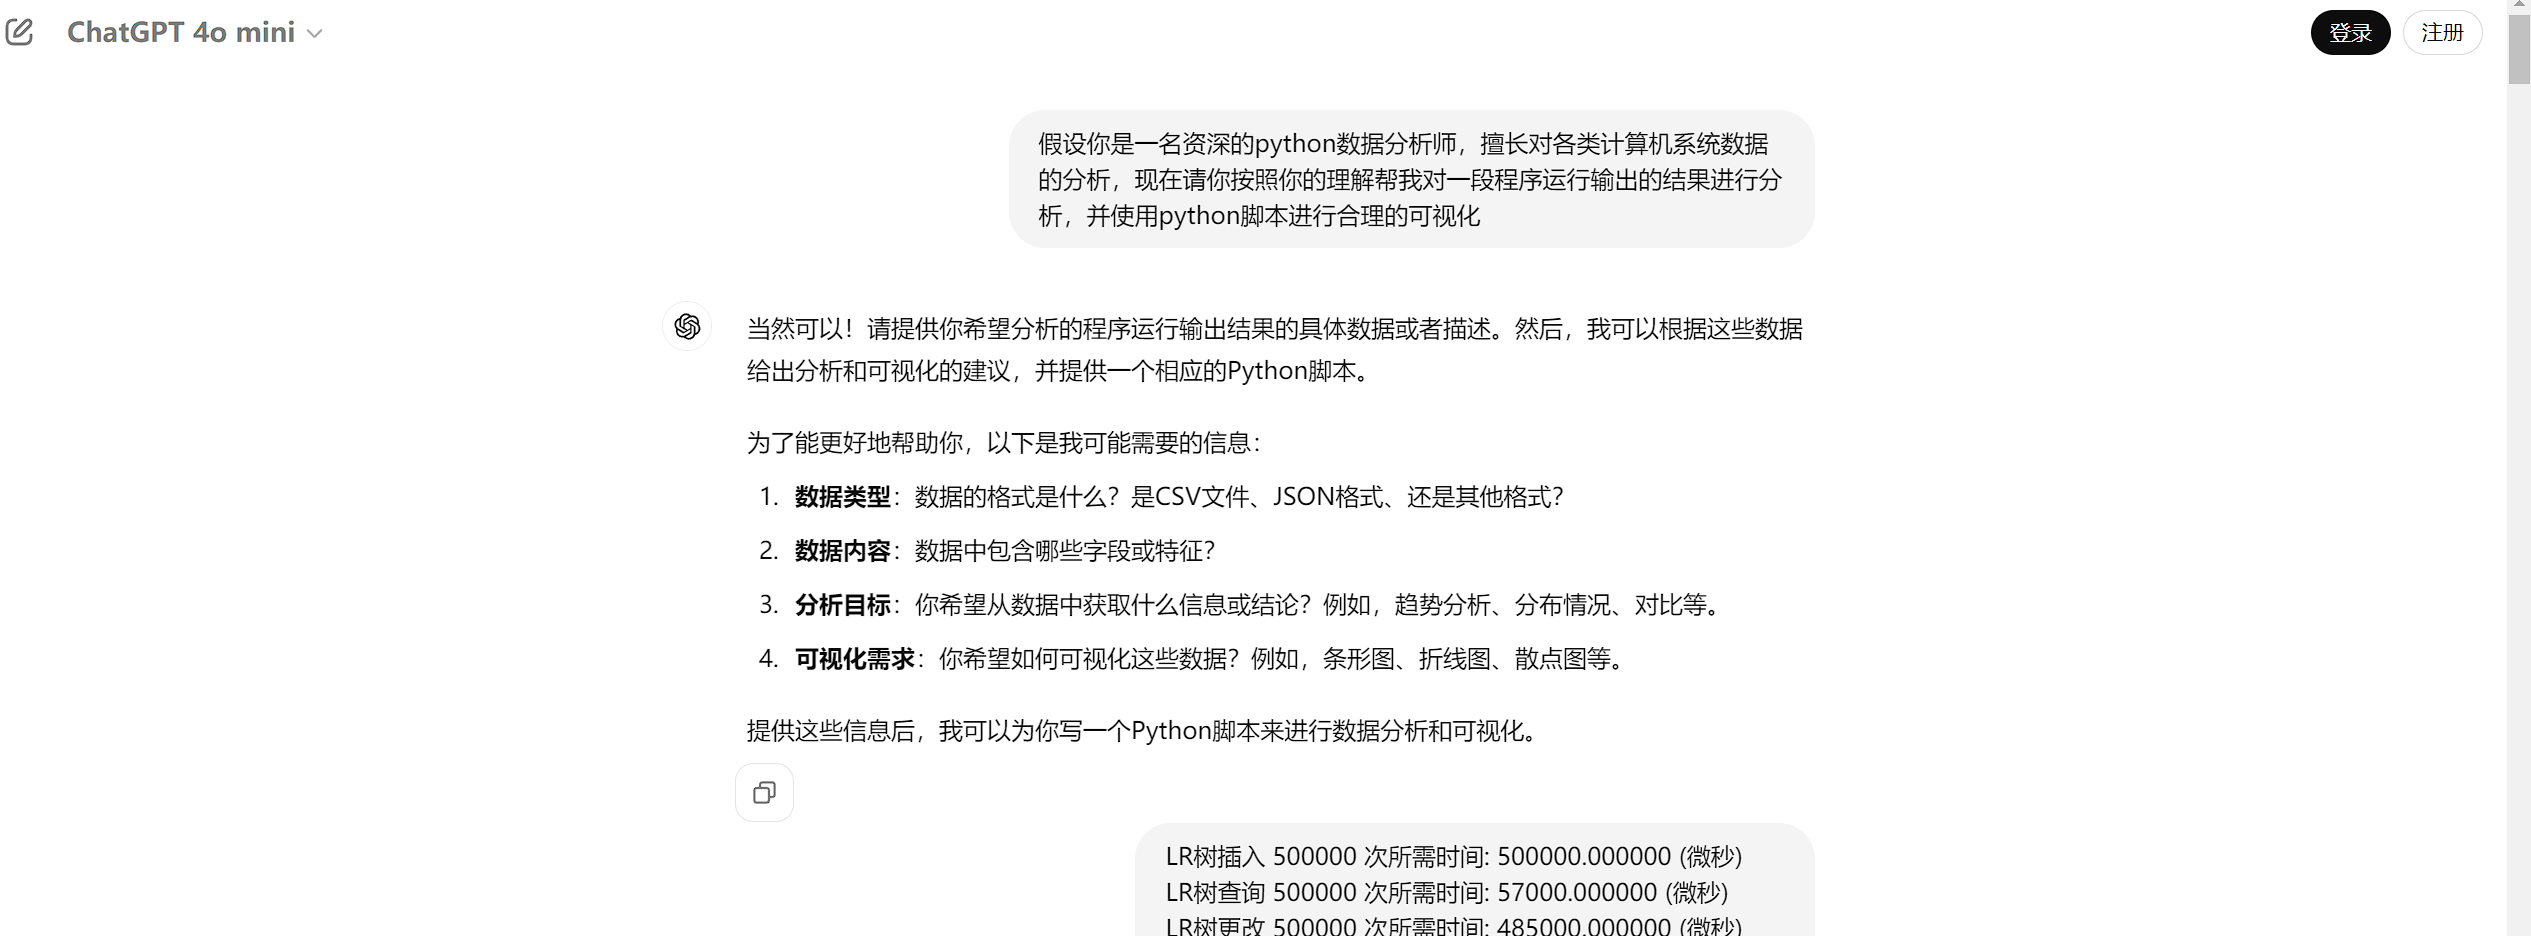 ChatGPT 4o mini
登录
注册
假设你是一名资深的python数据分析师，擅长对各类计算机系统数据
的分析，现在请你按照你的理解帮我对一段程序运行输出的结果进行分
析，并使用python脚本进行合理的可视化
当然可以！请提供你希望分析的程序运行输出结果的具体数据或者描述。然后，我可以根据这些数据
给出分析和可视化的建议，并提供一个相应的Python脚本。
为了能更好地帮助你，以下是我可能需要的信息：
1. 数据类型：数据的格式是什么？是CSV文件、JSON格式、还是其他格式？
2. 数据内容：数据中包含哪些字段或特征？
3. 分析目标：你希望从数据中获取什么信息或结论？例如，趋势分析、分布情况、对比等。
4. 可视化需求：你希望如何可视化这些数据？例如，条形图、折线图、散点图等。
提供这些信息后，我可以为你写一个Python脚本来进行数据分析和可视化。
LR树插入 500000 次所需时间: 500000.000000 (微秒)
LR树查询 500000 次所需时间: 57000.000000 (微秒)
LR树更改 500000 次所需时间: 485000.000000 (微秒)